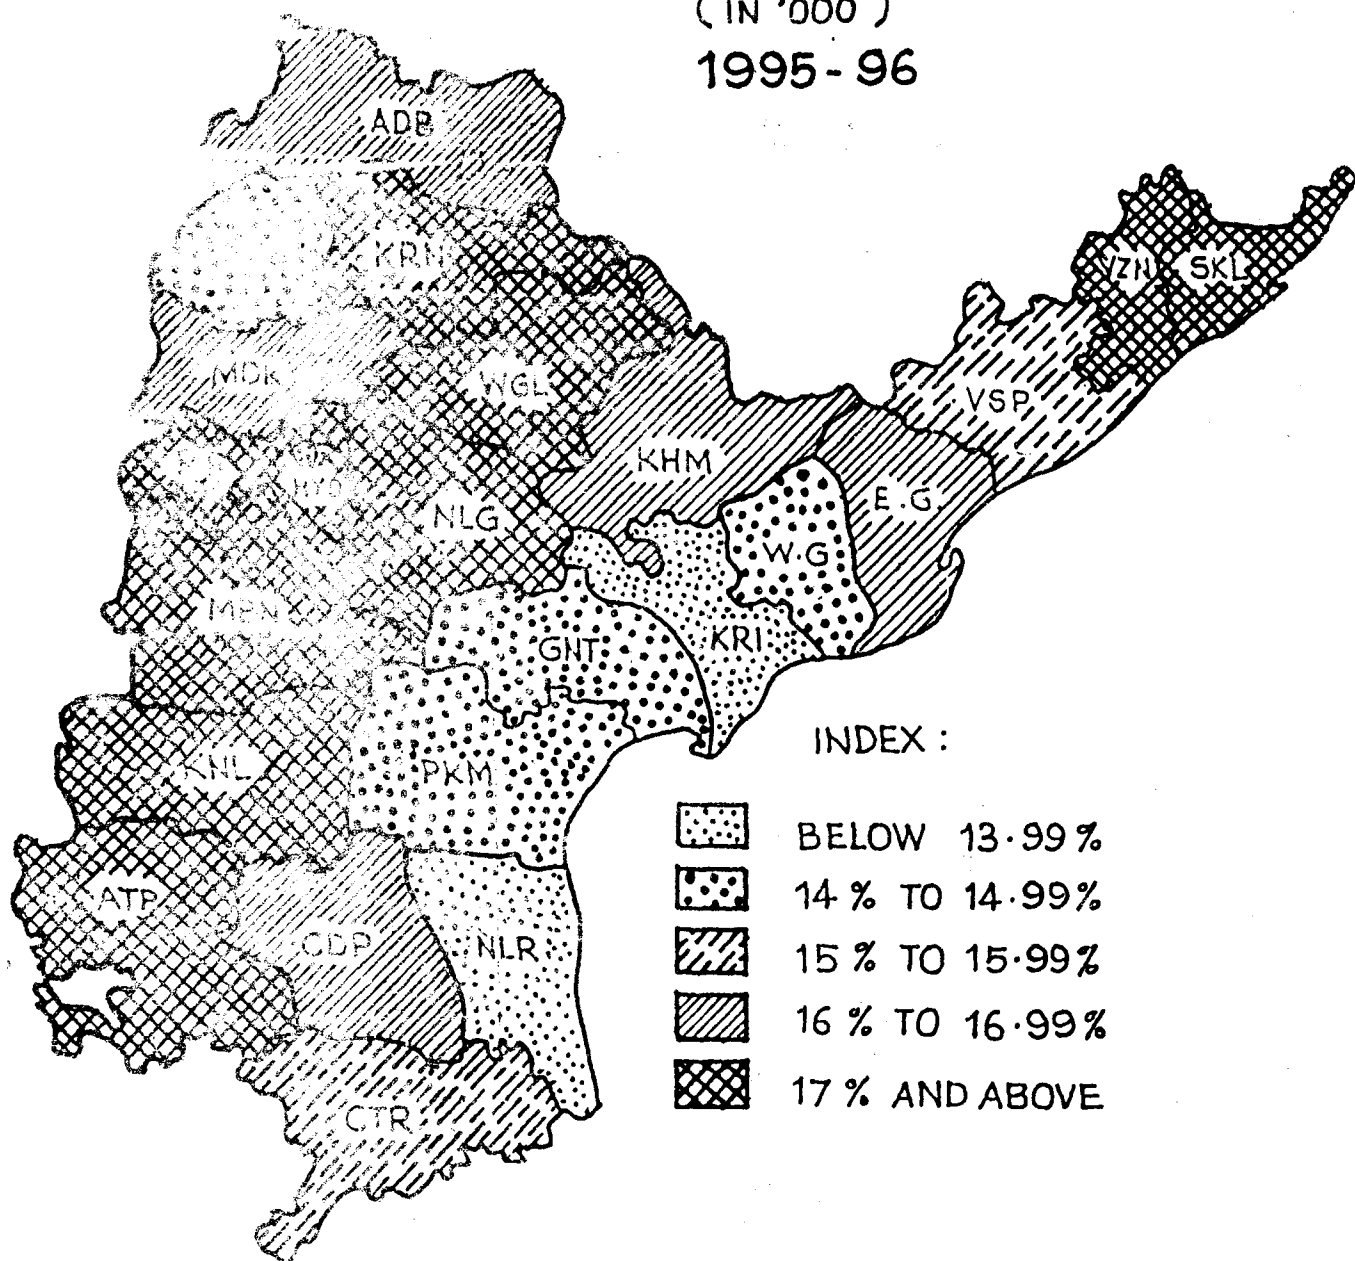 ( IN '000 )
1995-96
ADB
KRN
VZN SKL
MDK
WGL
VSP
KHM
HYD
NLG
E.G.
W.G
MBN
GNT
KRI
INDEX :
KNL
PKM
BELOW 13.99%
14 % TO 14.99%
ATP
CDP
NLR
15 % TO 15.99%
16 % TO 16.99%
17 % AND ABOVE
CTR